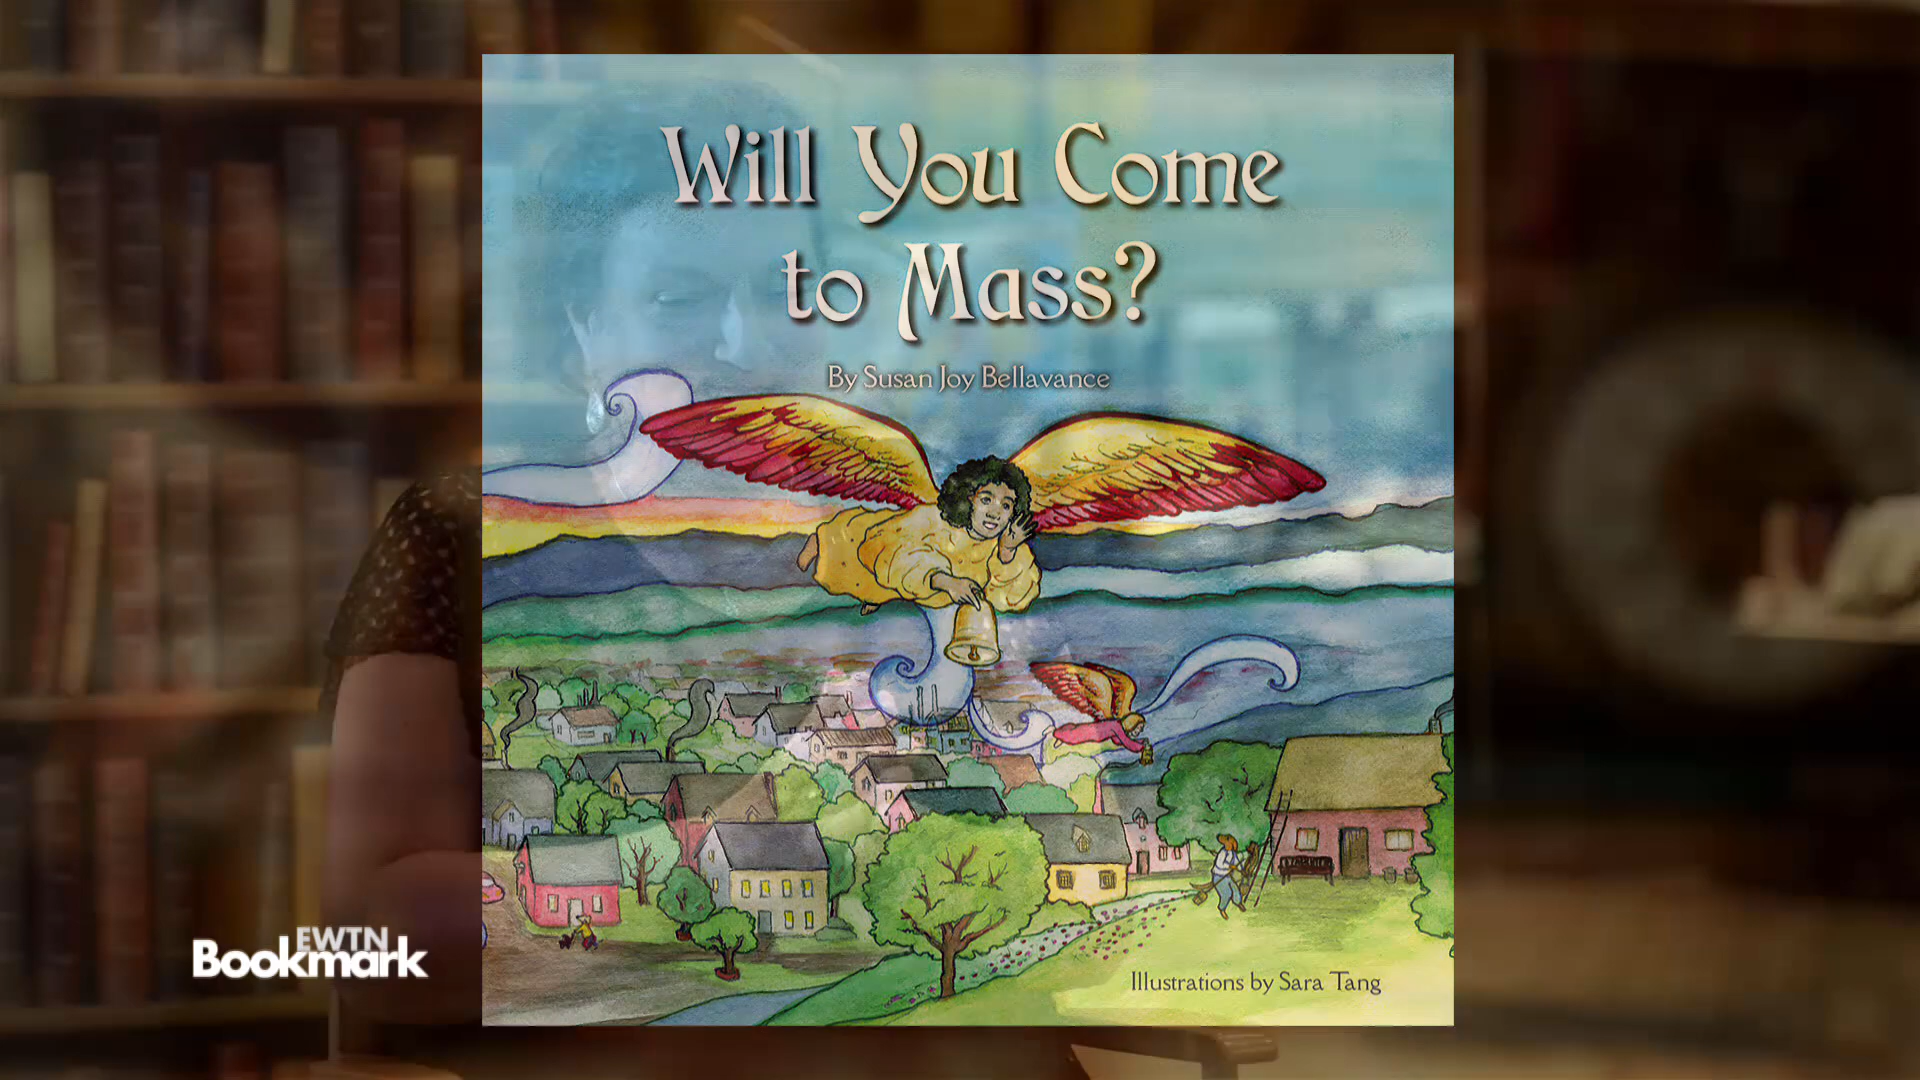 Will You Come
to Mass?
By Susan Joy Bellavance
Illustrations by Sara Tang
EWTN
Bookmark